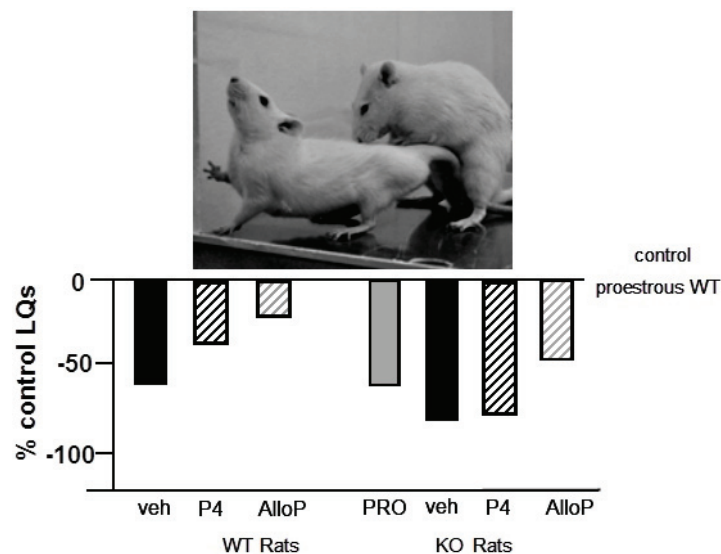 control
proestrous WT
0
-50
-100
% control LQs
veh P4 AlloP PRO veh P4 AlloP
WT Rats KO Rats